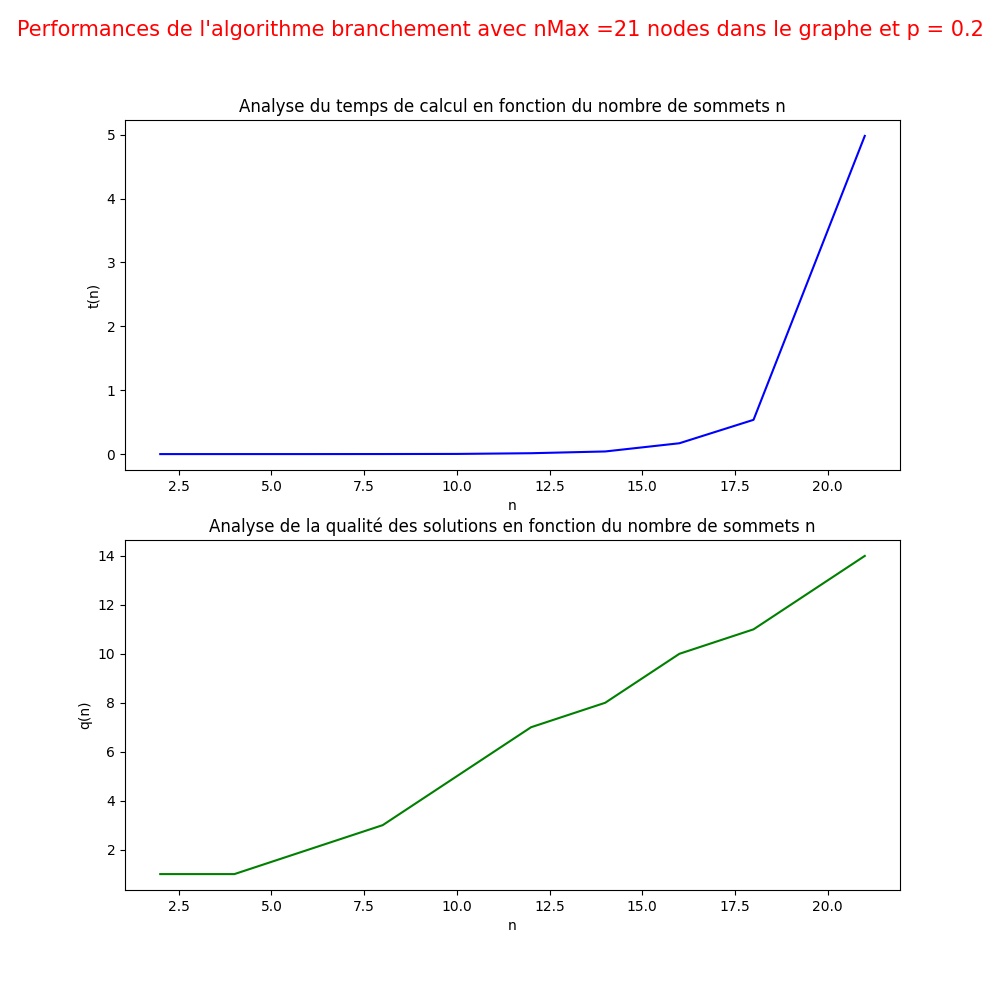 Performances de l'algorithme branchement avec nMax =21 nodes dans le graphe et p = 0.2
Analyse du temps de calcul en fonction du nombre de sommets n
5
4
3
2
1
0
t(n)
2.5 5.0 7.5 10.0 12.5 15.0 17.5 20.0
n
Analyse de la qualité des solutions en fonction du nombre de sommets n
14
12
10
8
6
4
2
q(n)
2.5 5.0 7.5 10.0 12.5 15.0 17.5 20.0
n